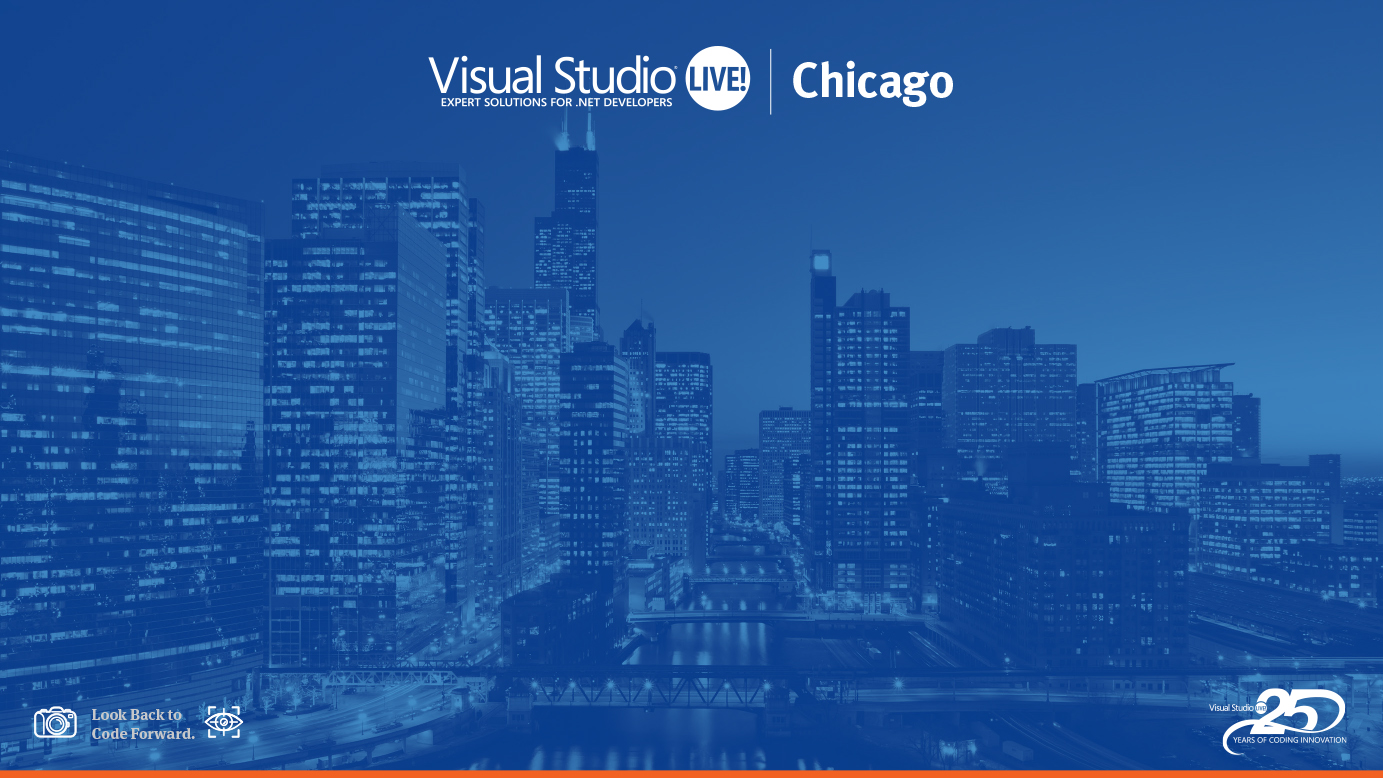 Visual Studio® LIVE! | Chicago
EXPERT SOLUTIONS FOR .NET DEVELOPERS
Look Back to
Code Forward.
Visual Studio LIVE! 25
YEARS OF CODING INNOVATION